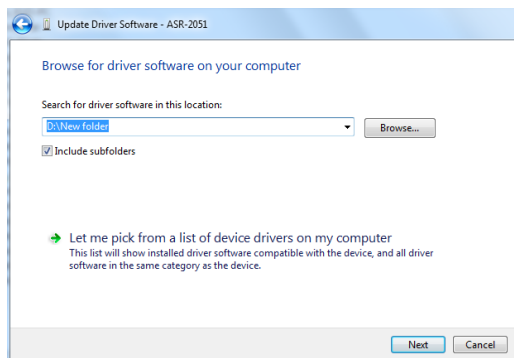 Update Driver Software - ASR-2051
Browse for driver software on your computer
Search for driver software in this location:
D:\New folder
Browse...
Include subfolders
Let me pick from a list of device drivers on my computer
This list will show installed driver software compatible with the device, and all driver
software in the same category as the device.
Next Cancel